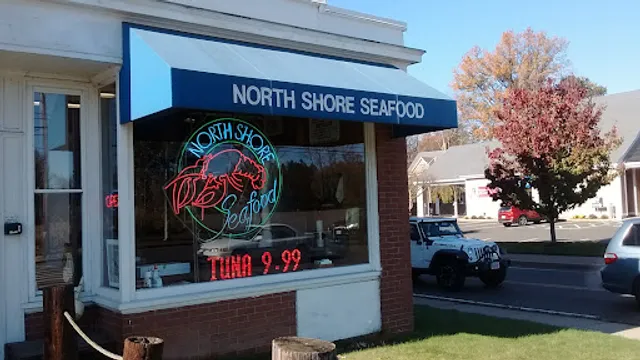 NORTH SHORE SEAFOOD
NORTH SHORE
Seafood
TUNA 9.99